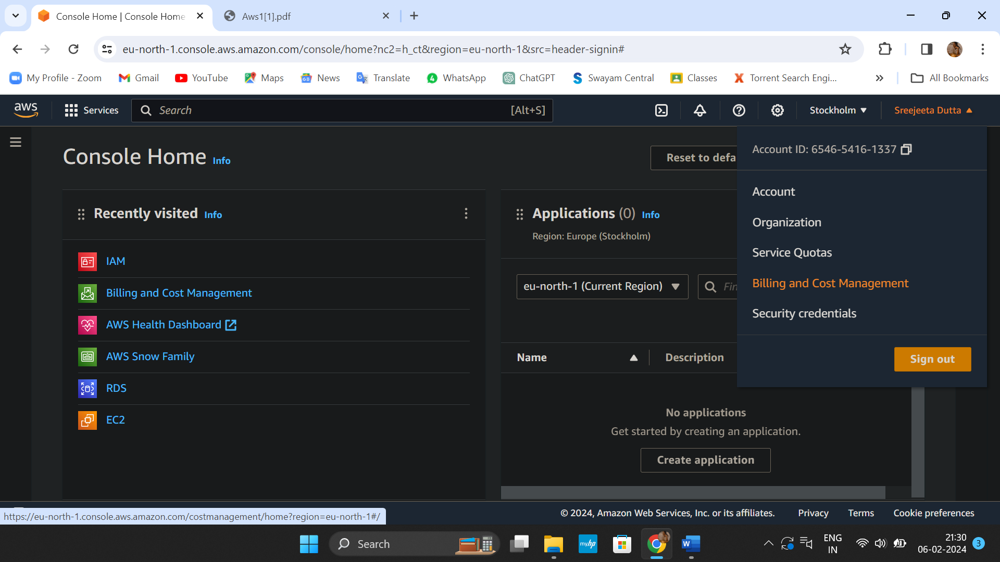 Console Home | Console Home
Aws1[1].pdf
eu-north-1.console.aws.amazon.com/console/home?nc2=h_ct&region=eu-north-1&src=header-signin#
My Profile - Zoom
Gmail
YouTube
Maps
News
Translate
4
WhatsApp
ChatGPT
Swayam Central
Classes
Torrent Search Engi...
All Bookmarks
aws
Services
Search
[Alt+S]
Stockholm
Sreejeeta Dutta
Console Home Info
Reset to defa
Account ID: 6546-5416-1337
Account
Organization
Service Quotas
Billing and Cost Management
Security credentials
Sign out
Recently visited Info
IAM
Billing and Cost Management
AWS Health Dashboard
AWS Snow Family
RDS
EC2
Applications (0) Info
Region: Europe (Stockholm)
eu-north-1 (Current Region)
Fin
Name
Description
No applications
Get started by creating an application.
Create application
https://eu-north-1.console.aws.amazon.com/costmanagement/home?region=eu-north-1#/
© 2024, Amazon Web Services, Inc. or its affiliates.
Privacy
Terms
Cookie preferences
Search
myhp
W
ENG
IN
21:30
06-02-2024
3